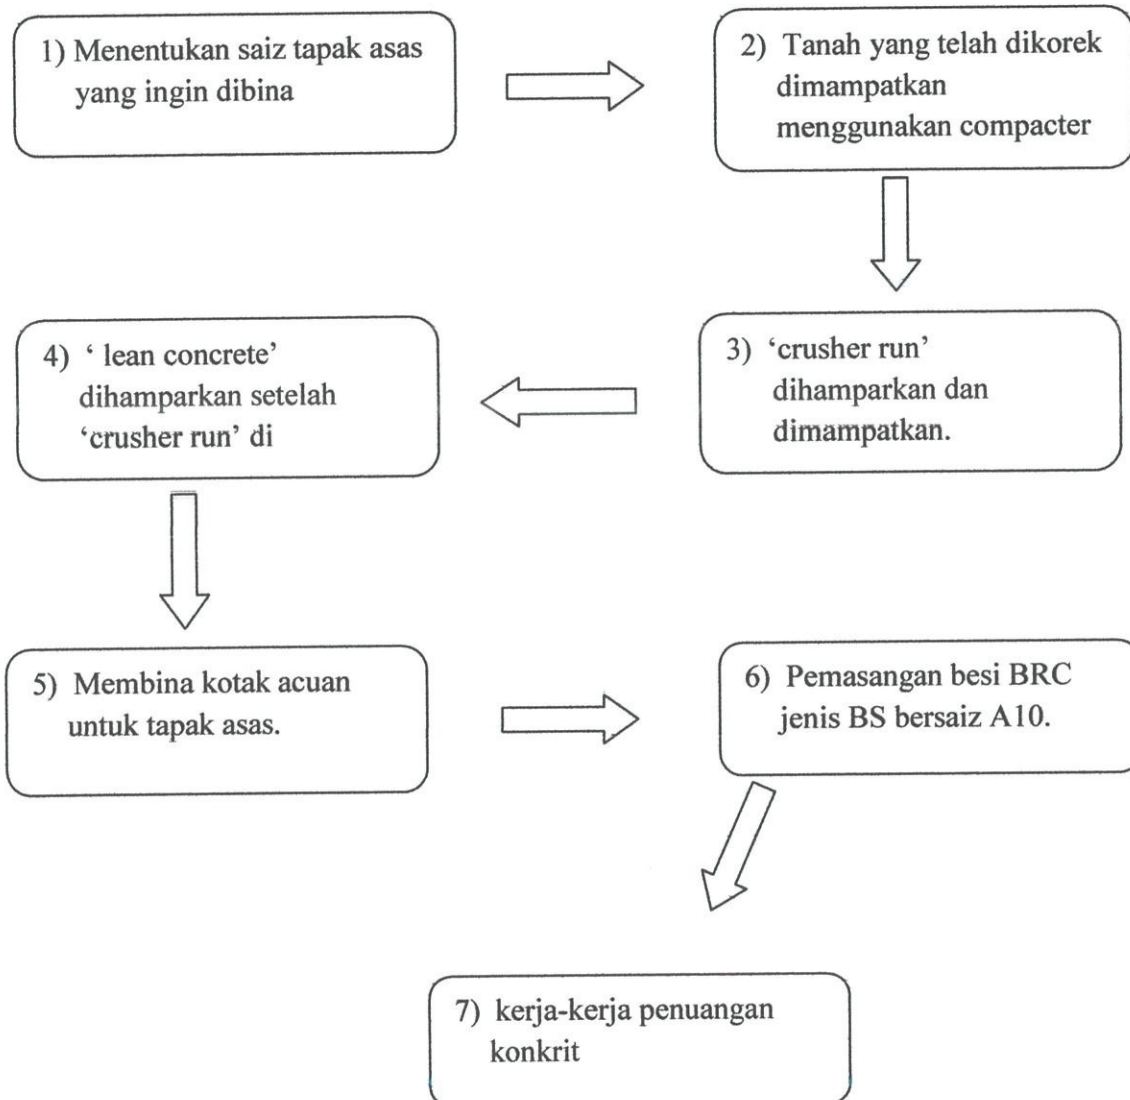 1) Menentukan saiz tapak asas
yang ingin dibina
2) Tanah yang telah dikorek
dimampatkan
menggunakan compacter
3) ‘crusher run’
dihamparkan dan
dimampatkan.
4) ‘ lean concrete’
dihamparkan setelah
‘crusher run’ di
5) Membina kotak acuan
untuk tapak asas.
6) Pemasangan besi BRC
jenis BS bersaiz A10.
7) kerja-kerja penuangan
konkrit